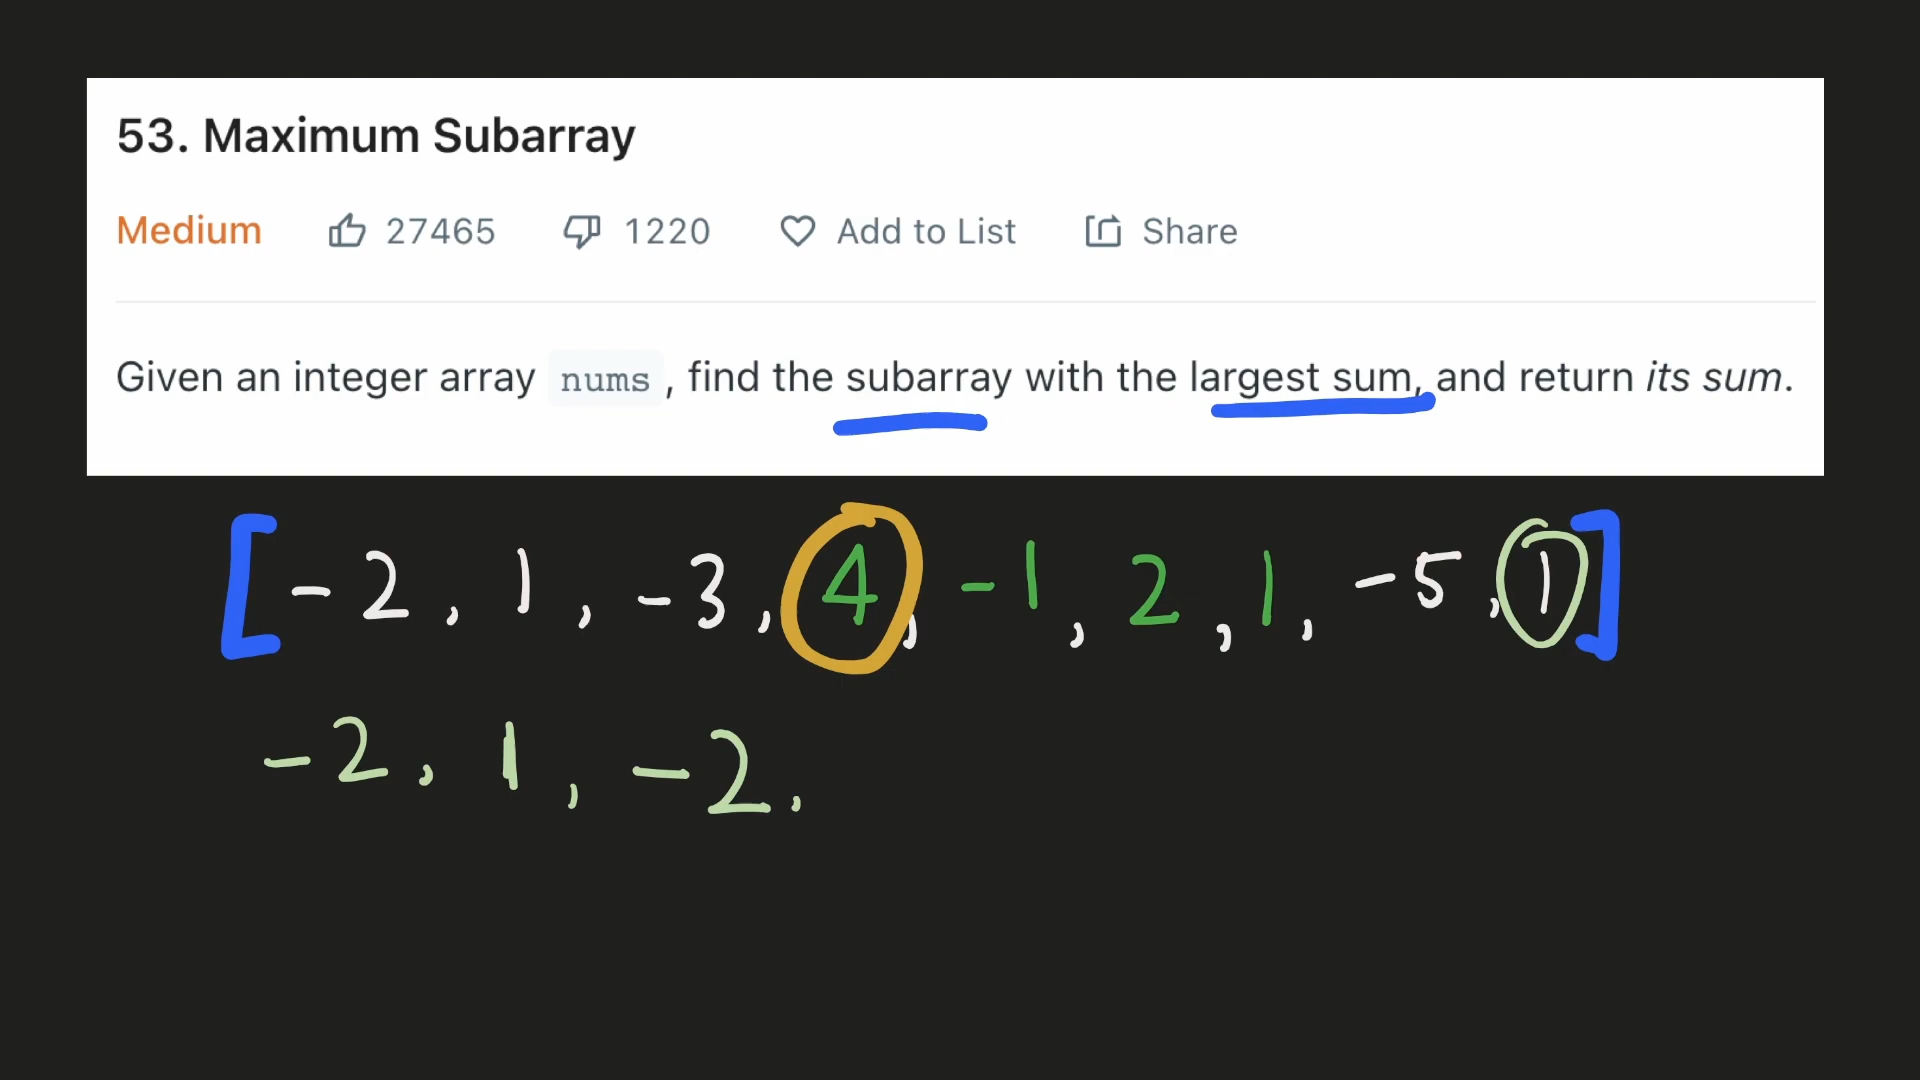 53. Maximum Subarray
Medium 27465 1220 Add to List Share
Given an integer array nums, find the subarray with the largest sum, and return its sum.
[-2, 1, -3, 4, -1, 2, 1, -5, 1]
-2, 1, -2,